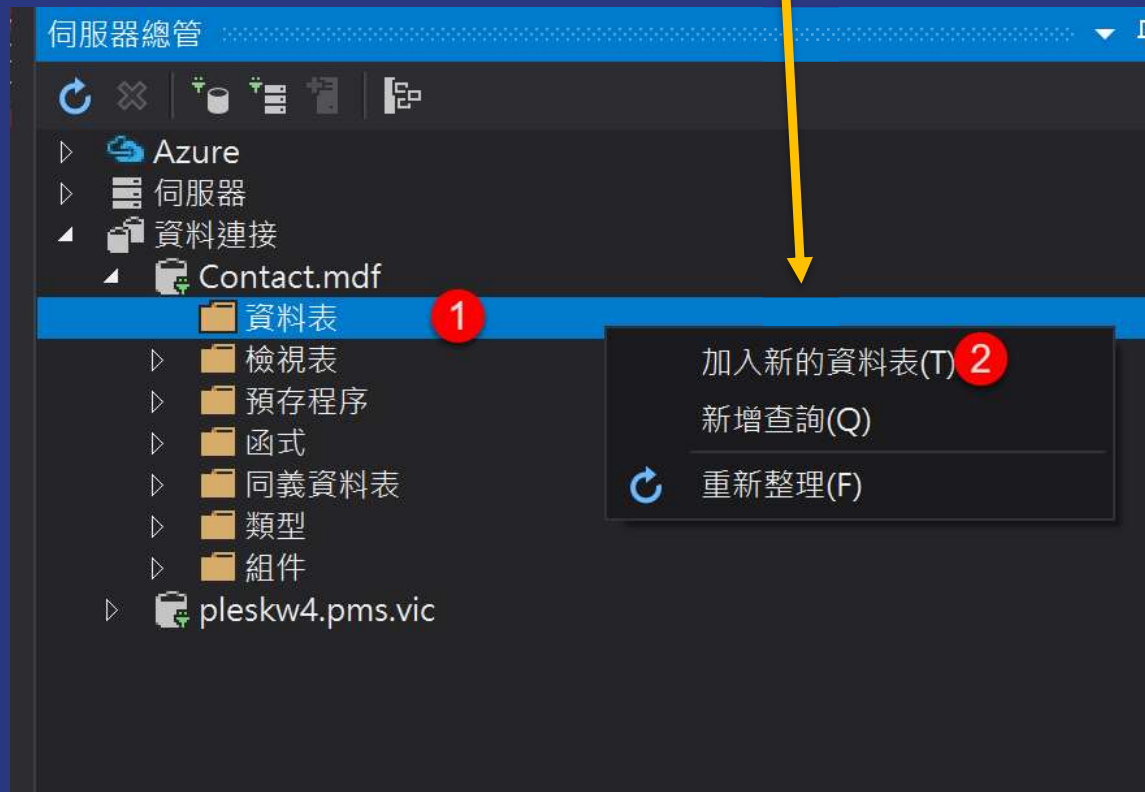 伺服器總管
Azure
伺服器
資料連接
Contact.mdf
資料表 1
加入新的資料表(T) 2
檢視表
新增查詢(Q)
預存程序
函式
同義資料表
重新整理(F)
類型
組件
pleskw4.pms.vic